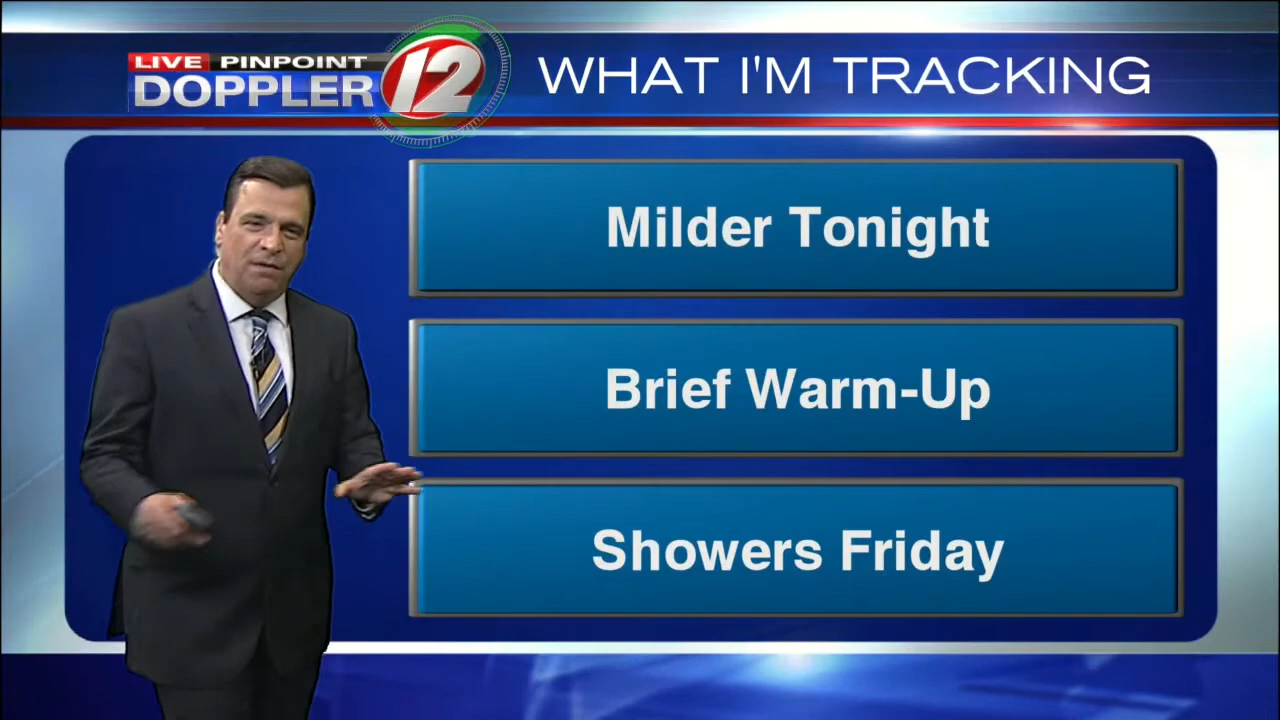 LIVE PINPOINT
DOPPLER 12
WHAT I'M TRACKING
Milder Tonight
Brief Warm-Up
Showers Friday